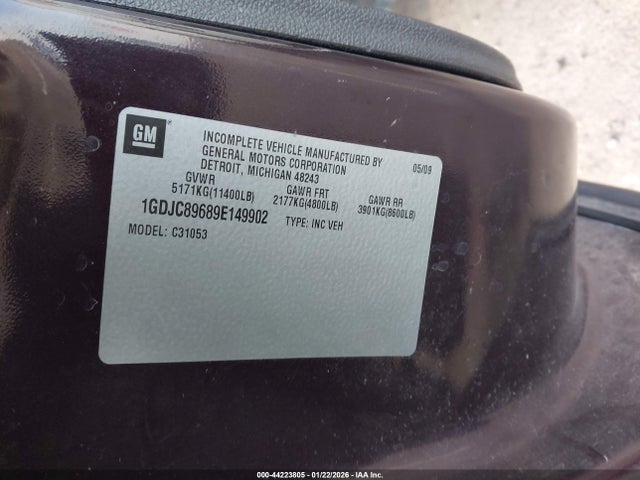 GM
INCOMPLETE VEHICLE MANUFACTURED BY
GENERAL MOTORS CORPORATION
DETROIT, MICHIGAN 48243
05/09
GVWR
5171KG(11400LB)
GAWR FRT
2177KG(4800LB)
GAWR RR
3901KG(8600LB)
1GDJC89689E149902
TYPE: INC VEH
MODEL: C31053
000-44223805 - 01/22/2026 - IAA Inc.